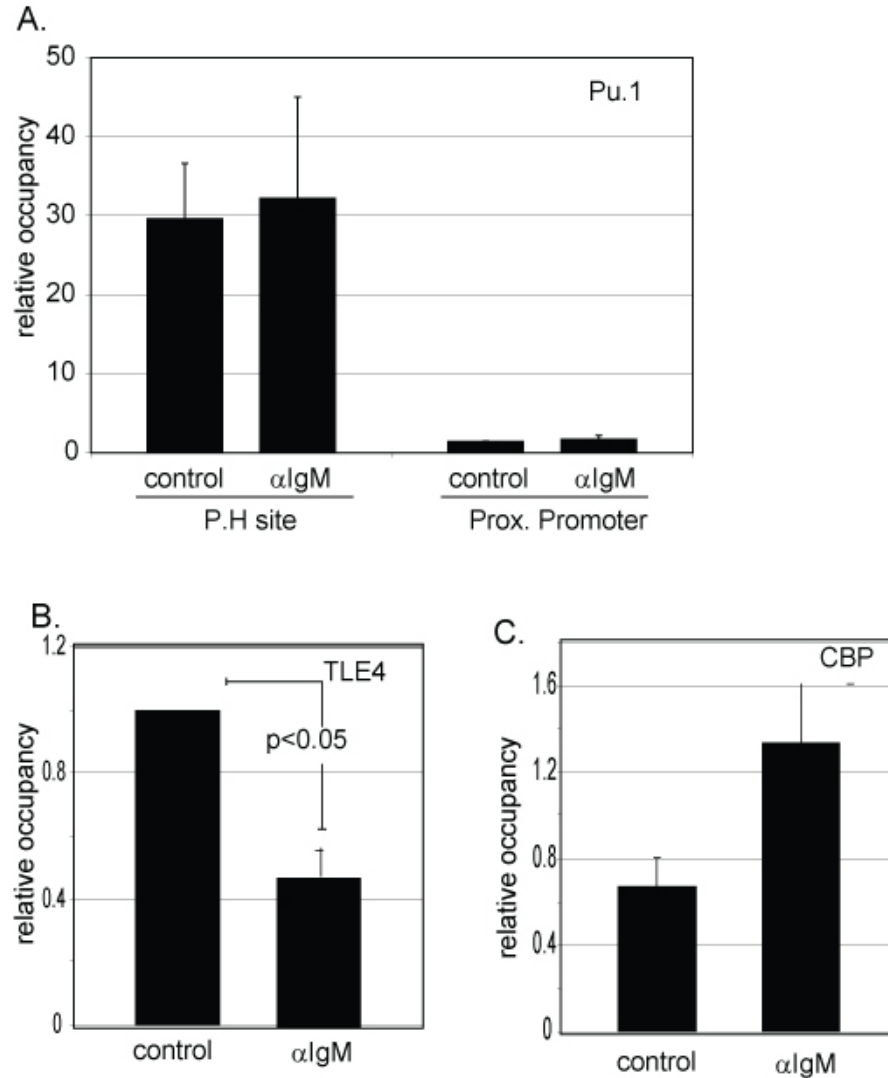 A.
50
40
30
20
10
0
relative occupancy
Pu.1
control αIgM control αIgM
P.H site Prox. Promoter
B.
1.2
0.8
0.4
0
relative occupancy
TLE4
p<0.05
control αIgM
C.
1.6
1.2
0.8
0.4
0
relative occupancy
CBP
control αIgM